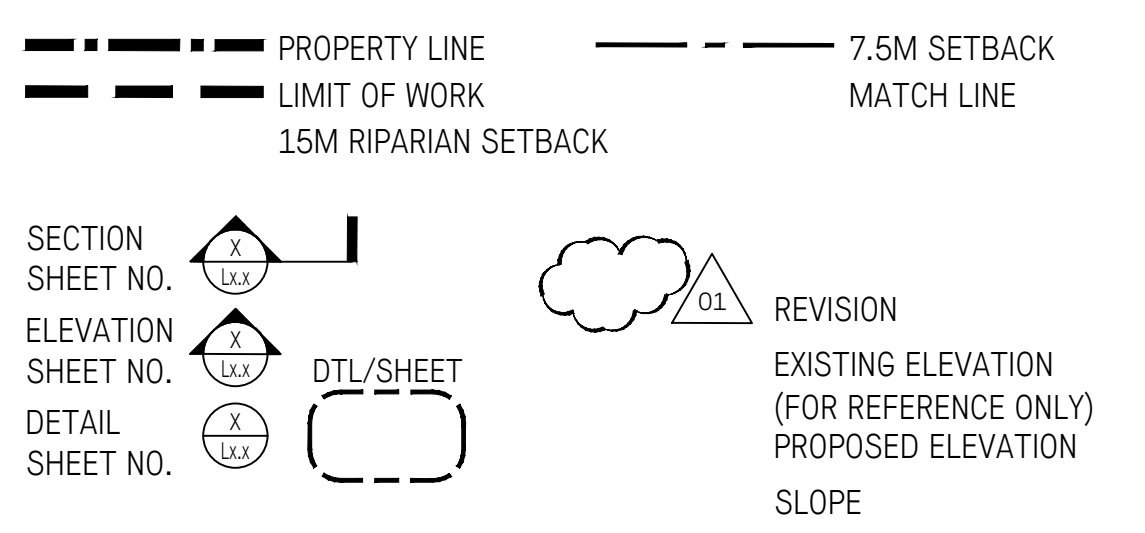 PROPERTY LINE
7.5M SETBACK
LIMIT OF WORK
MATCH LINE
15M RIPARIAN SETBACK
SECTION
SHEET NO.
X
Lx.x
ELEVATION
SHEET NO.
X
Lx.x
DETAIL
SHEET NO.
X
Lx.x
DTL/SHEET
01
REVISION
EXISTING ELEVATION
(FOR REFERENCE ONLY)
PROPOSED ELEVATION
SLOPE